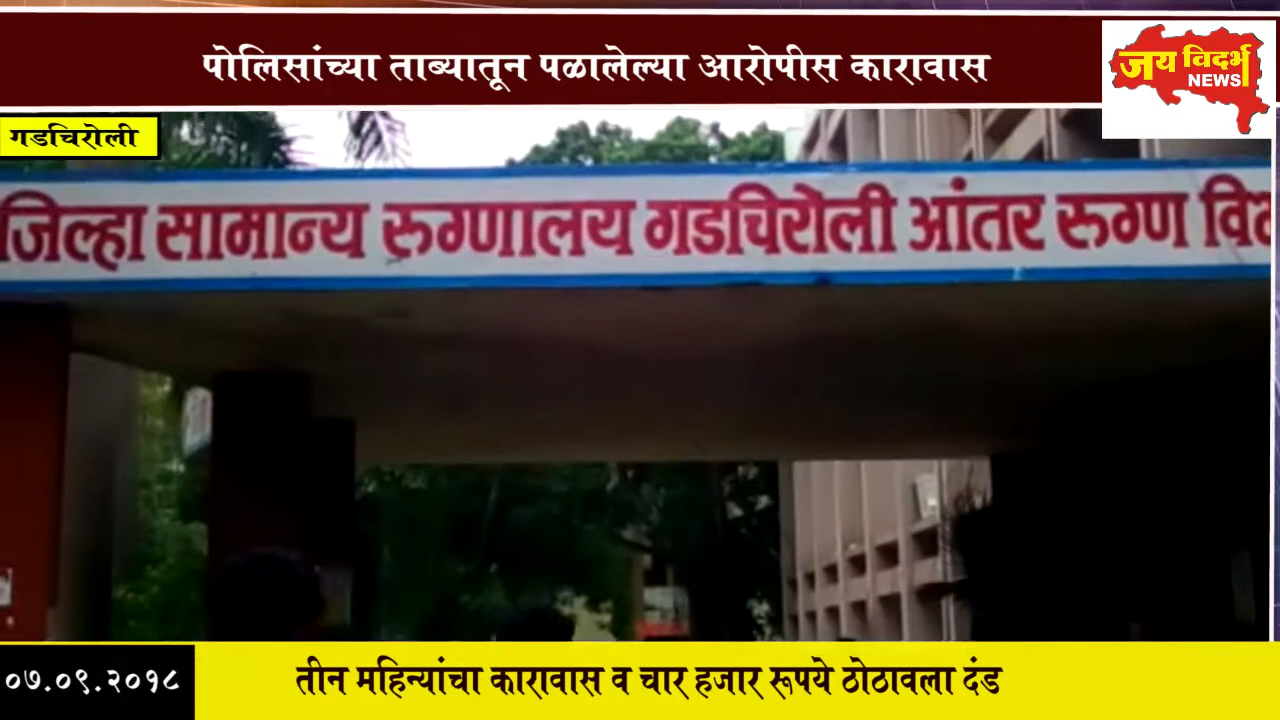 पोलिसांच्या ताब्यातून पळालेल्या आरोपीस कारावास
जय विदर्भ
NEWS
गडचिरोली
जिल्हा सामान्य रुग्णालय गडचिरोली आंतर रुग्ण
०७.०९.२०१८
तीन महिन्यांचा कारावास व चार हजार रूपये ठोठावला दंड